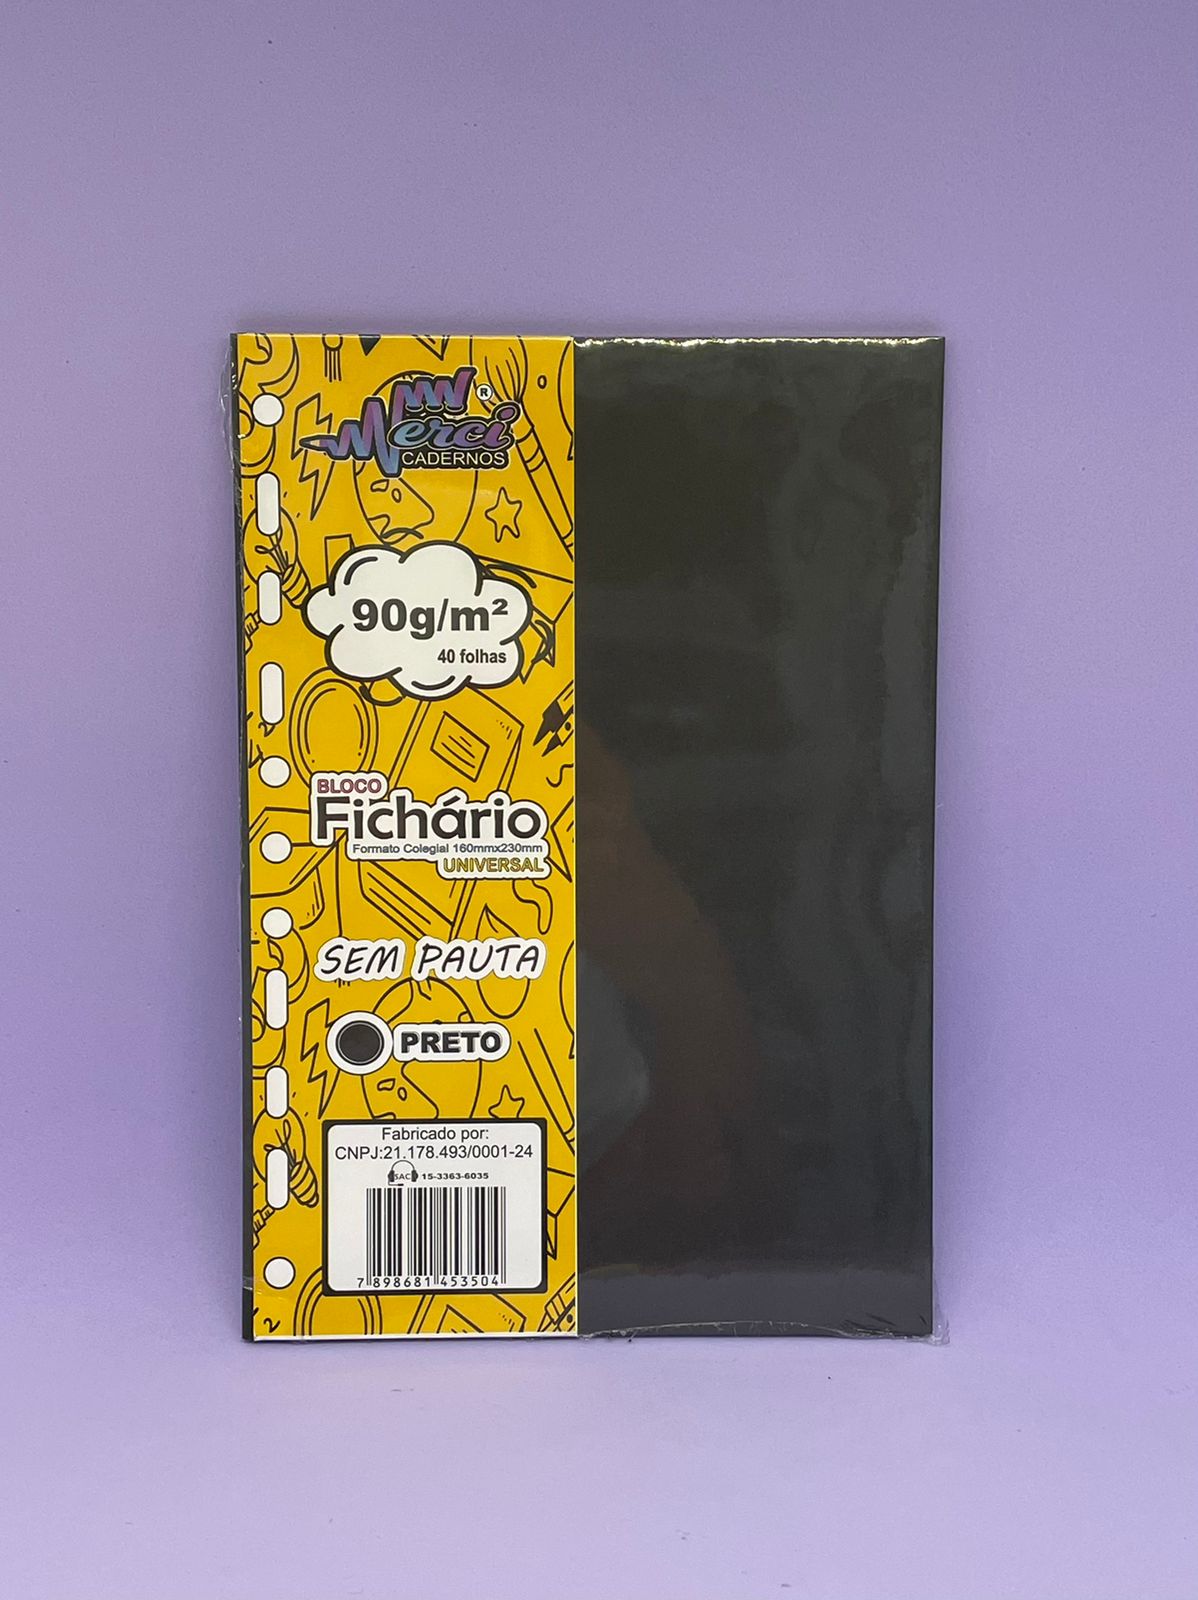 Merci®
CADERNOS
90g/m²
40 folhas
BLOCO
Fichário
Formato Colegial 160mmx230mm
UNIVERSAL
SEM PAUTA
PRETO
Fabricado por:
CNPJ:21.178.493/0001-24
SAC 15-3363-6035
7 898681 453504